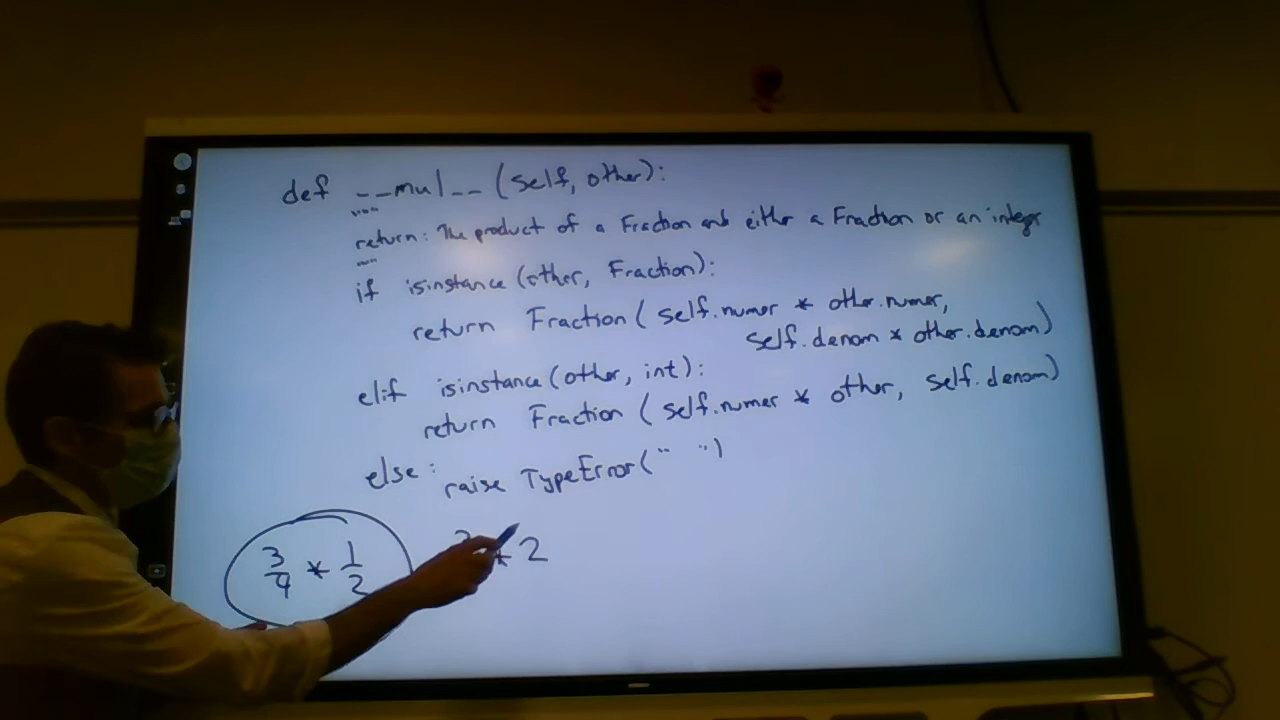 def __mul__ (self, other):
"""
return: The product of a Fraction and either a Fraction or an integr
"""
if isinstance (other, Fraction):
return Fraction ( self.numer * other.numer,
self.denom * other.denom)
elif isinstance (other, int):
return Fraction ( self.numer * other, self.denom)
else: raise TypeError (" ")
3/4 * 1/2 * 2